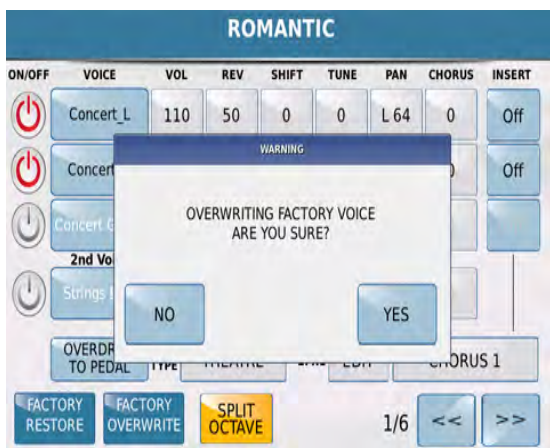 ROMANTIC
ON/OFF VOICE VOL REV SHIFT TUNE PAN CHORUS INSERT
Concert_L 110 50 0 0 L 64 0 Off
WARNING
Concert Off
OVERWRITING FACTORY VOICE
ARE YOU SURE?
Concert
2nd
Strings
NO YES
TO PEDAL TYPE CHORUS 1
FACTORY RESTORE
FACTORY OVERWRITE
SPLIT OCTAVE
1/6 << >>